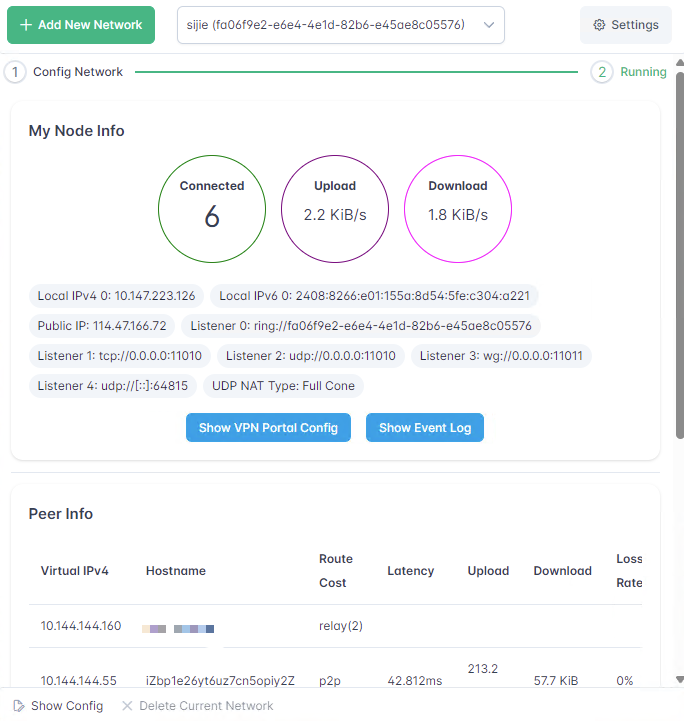 Add New Network
sijie (fa06f9e2-e6e4-4e1d-82b6-e45ae8c05576)
Settings
1 Config Network
2 Running
My Node Info
Connected
6
Upload
2.2 KiB/s
Download
1.8 KiB/s
Local IPv4 0: 10.147.223.126
Local IPv6 0: 2408:8266:e01:155a:8d54:5fe:c304:a221
Public IP: 114.47.166.72
Listener 0: ring://fa06f9e2-e6e4-4e1d-82b6-e45ae8c05576
Listener 1: tcp://0.0.0.0:11010
Listener 2: udp://0.0.0.0:11010
Listener 3: wg://0.0.0.0:11011
Listener 4: udp://[::]:64815
UDP NAT Type: Full Cone
Show VPN Portal Config
Show Event Log
Peer Info
Virtual IPv4
Hostname
Route
Cost
Latency
Upload
Download
Loss
Rate
10.144.144.160
relay(2)
10.144.144.55
iZbp1e26yt6uz7cn5opiy2Z
p2p
42.812ms
213.2
57.7 KiB
0%
Show Config
Delete Current Network